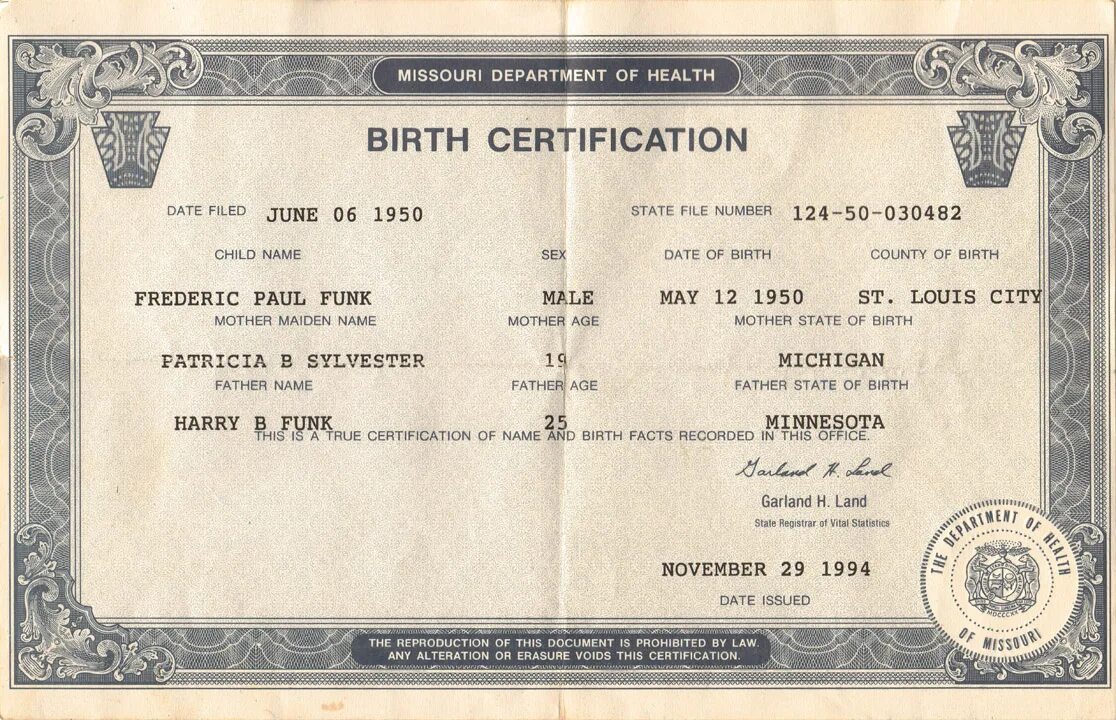 MISSOURI DEPARTMENT OF HEALTH
BIRTH CERTIFICATION
DATE FILED JUNE 06 1950 STATE FILE NUMBER 124-50-030482
CHILD NAME SEX DATE OF BIRTH COUNTY OF BIRTH
FREDERIC PAUL FUNK MALE MAY 12 1950 ST. LOUIS CITY
MOTHER MAIDEN NAME MOTHER AGE MOTHER STATE OF BIRTH
PATRICIA B SYLVESTER 19 MICHIGAN
FATHER NAME FATHER AGE FATHER STATE OF BIRTH
HARRY B FUNK 25 MINNESOTA
THIS IS A TRUE CERTIFICATION OF NAME AND BIRTH FACTS RECORDED IN THIS OFFICE.
Garland H. Land
Garland H. Land
State Registrar of Vital Statistics
NOVEMBER 29 1994
DATE ISSUED
THE DEPARTMENT OF HEALTH
OF MISSOURI
THE REPRODUCTION OF THIS DOCUMENT IS PROHIBITED BY LAW.
ANY ALTERATION OR ERASURE VOIDS THIS CERTIFICATION.